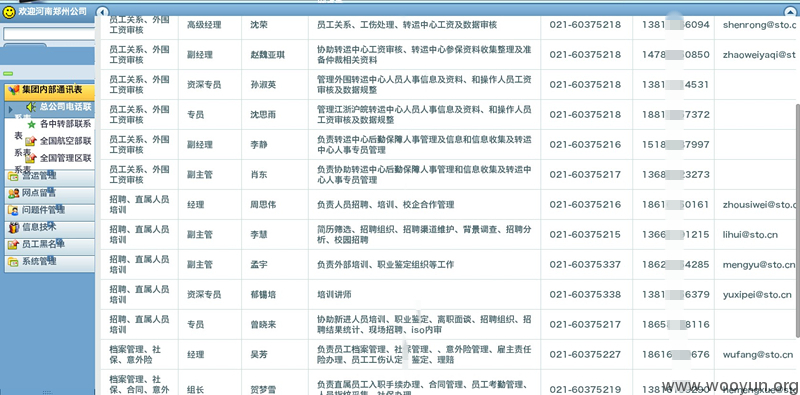 欢迎河南郑州公司
集团内部通讯表
总公司电话联系表
各中转部联系表
全国航空部联系表
全国管理区联系表
营运管理
网点留言
问题件管理
信息技术
员工黑名单
系统管理
员工关系、外围工资审核 高级经理 沈荣 员工关系、工伤处理、转运中心工资及数据审核 021-60375218 1381 6094 shenrong@sto.
员工关系、外围工资审核 副经理 赵魏亚琪 协助转运中心工资审核、转运中心参保资料收集整理及准备仲裁相关资料 021-60375218 1478 0850 zhaoweiyaqi@st
员工关系、外围工资审核 资深专员 孙淑英 管理外围转运中心人员人事信息及资料、和操作人员工资审核及数据规整 021-60375218 1381 4531
员工关系、外围工资审核 专员 沈思雨 管理江浙沪皖转运中心人员信息及资料、和操作人员工资审核及数据规整 021-60375218 1881 7372
员工关系、外围工资审核 副经理 李静 负责转运中心后勤保障人事管理及信息和信息收集及转运中心人事专员管理 021-60375216 1518 7997
员工关系、外围工资审核 副主管 肖东 负责协助转运中心后勤保障人事管理和信息收集及转运中心人事专员管理 021-60375217 1368 3273
招聘、直属人员培训 经理 周思伟 负责人员招聘、培训、校企合作管理 021-60375216 1861 0161 zhousiwei@sto.c
招聘、直属人员培训 副主管 李慧 简历筛选、招聘组织、招聘渠道维护、背景调查、招聘分析、校园招聘 021-60375215 1366 1215 lihui@sto.cn
招聘、直属人员培训 副主管 孟宇 负责外部培训、职业鉴定组织等工作 021-60375337 1862 4285 mengyu@sto.cn
招聘、直属人员培训 资深专员 郁锡培 培训讲师 021-60375338 1381 6379 yuxipei@sto.cn
招聘、直属人员培训 专员 曾晓来 协助新进人员培训、职业鉴定、离职面谈、招聘组织、招聘结果统计、现场招聘、iso内审 021-60375217 1865 8116
档案管理、社保、意外险 经理 吴芳 负责员工档案管理、社保管理、、意外险管理、雇主责任险办理、员工工伤认定 鉴定、理赔 021-60375227 18616 676 wufang@sto.cn
档案管理、社保、合同、意外 组长 贺梦雪 负责直属员工入职手续办理、合同管理、员工考勤管理、 021-60375219 1381
www.wooyun.org